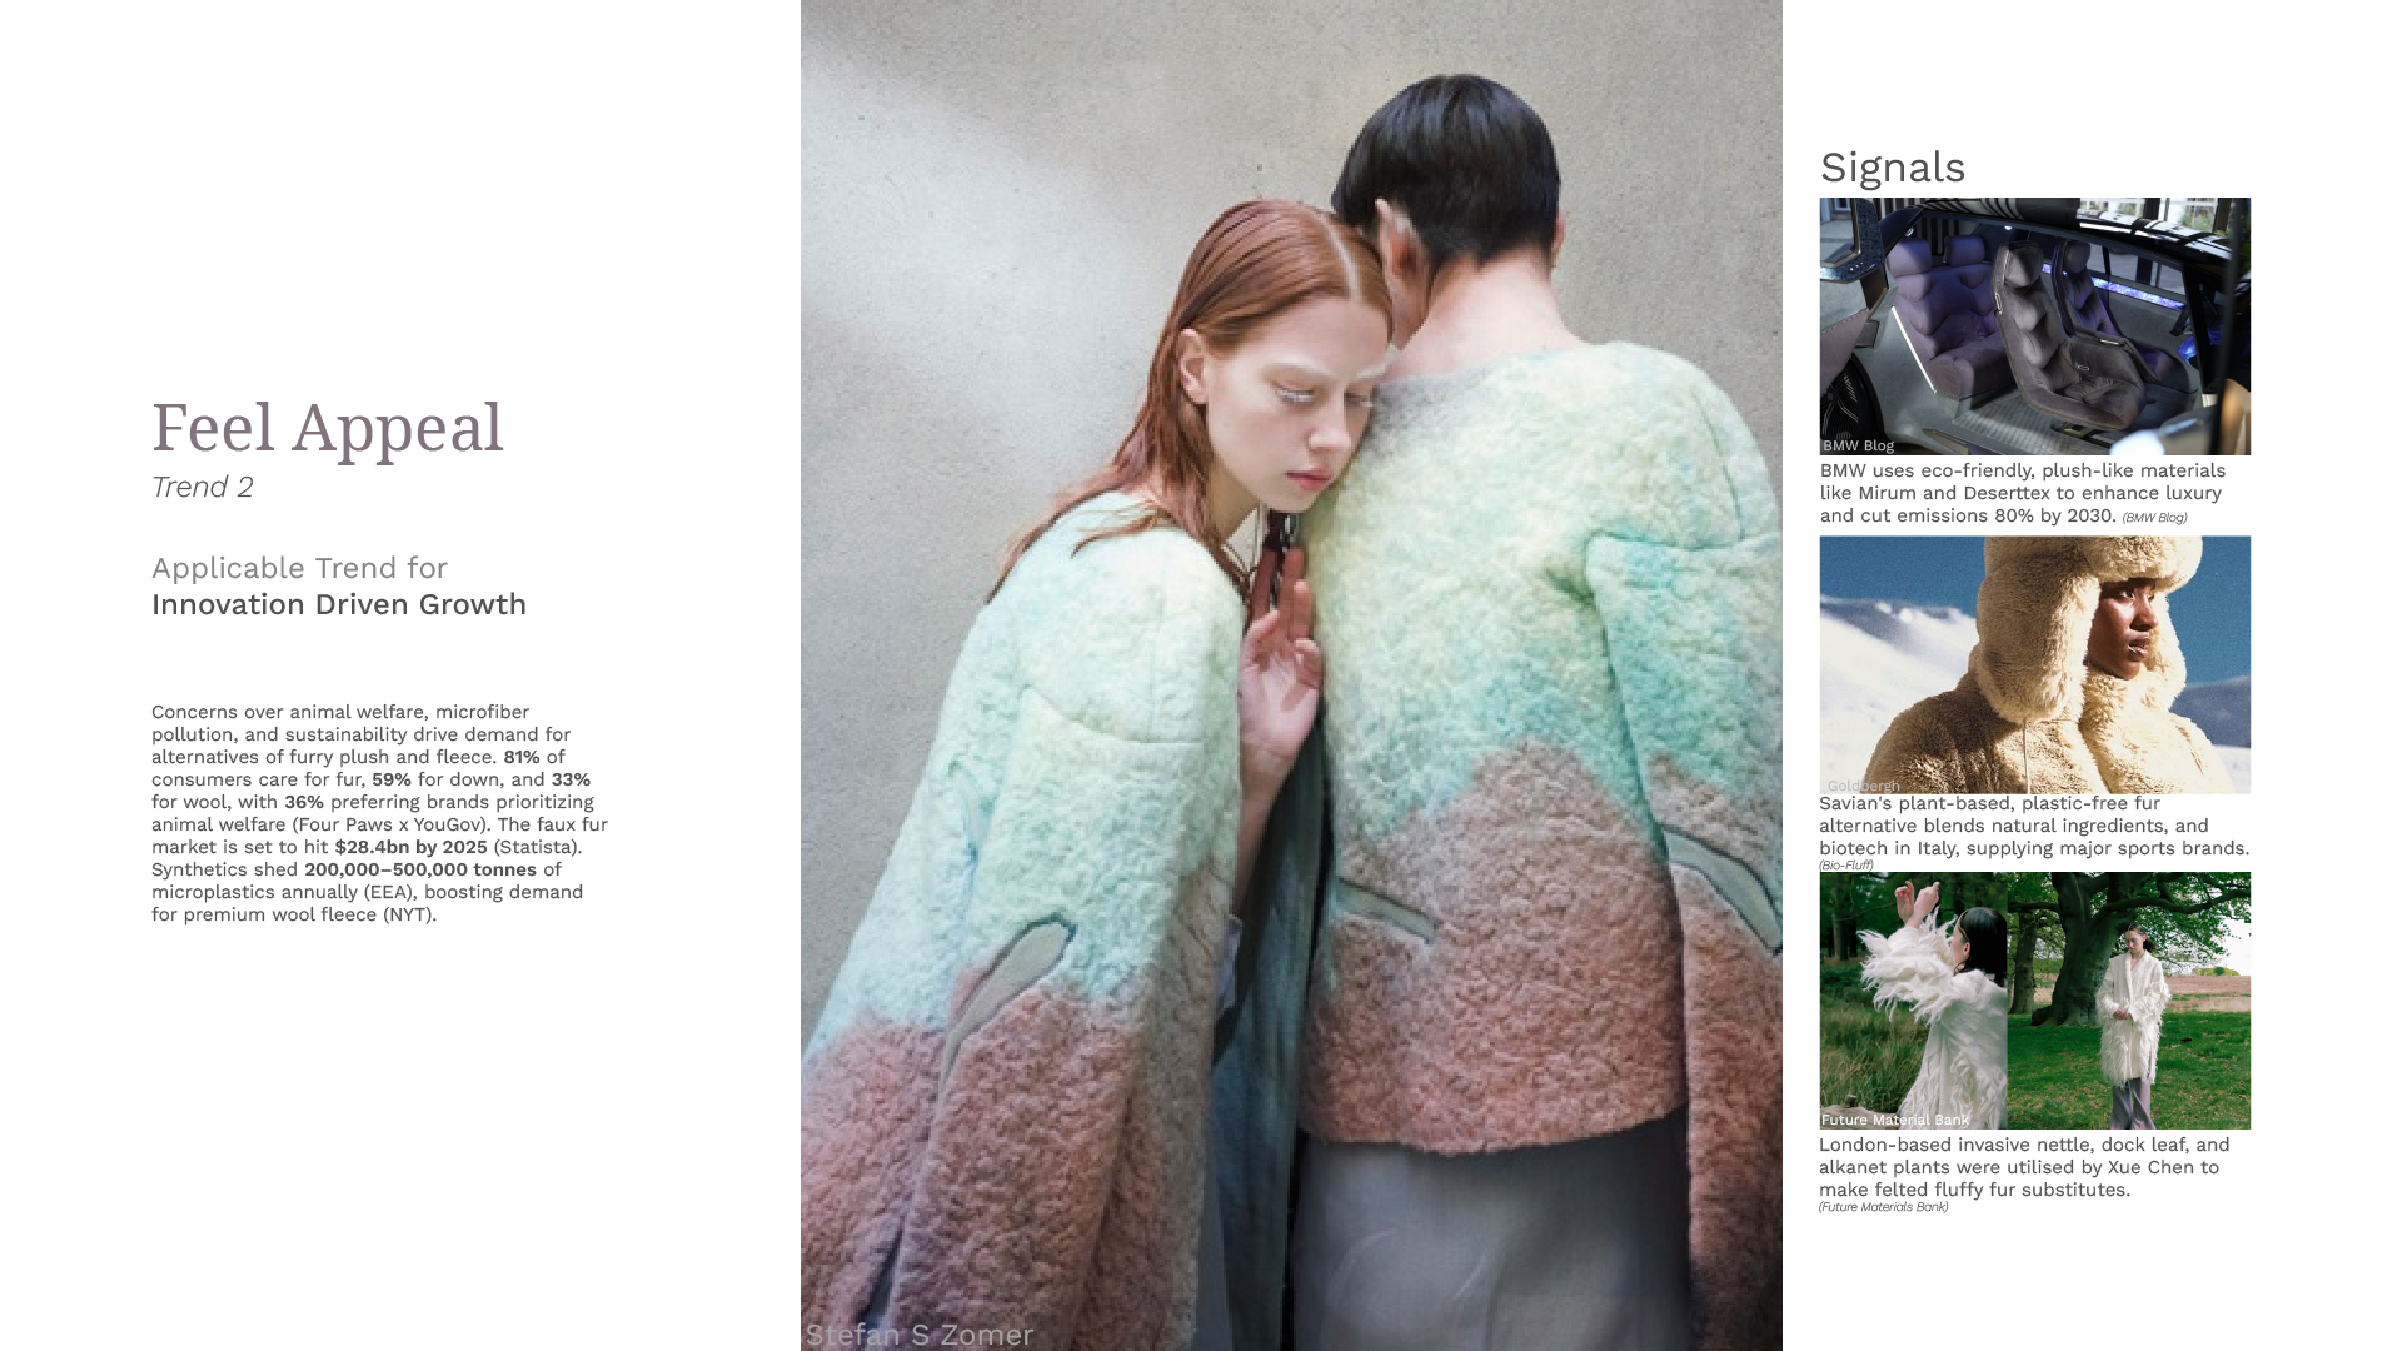 Feel Appeal
Trend 2
Applicable Trend for
Innovation Driven Growth
Concerns over animal welfare, microfiber
pollution, and sustainability drive demand for
alternatives of furry plush and fleece. 81% of
consumers care for fur, 59% for down, and 33%
for wool, with 36% preferring brands prioritizing
animal welfare (Four Paws x YouGov). The faux fur
market is set to hit $28.4bn by 2025 (Statista).
Synthetics shed 200,000–500,000 tonnes of
microplastics annually (EEA), boosting demand
for premium wool fleece (NYT).
Stefan S Zomer
Signals
BMW Blog
BMW uses eco-friendly, plush-like materials
like Mirum and Deserttex to enhance luxury
and cut emissions 80% by 2030. (BMW Blog)
Goldbergh
Savian's plant-based, plastic-free fur
alternative blends natural ingredients, and
biotech in Italy, supplying major sports brands.
(Bio-Fluff)
Future Material Bank
London-based invasive nettle, dock leaf, and
alkanet plants were utilised by Xue Chen to
make felted fluffy fur substitutes.
(Future Materials Bank)